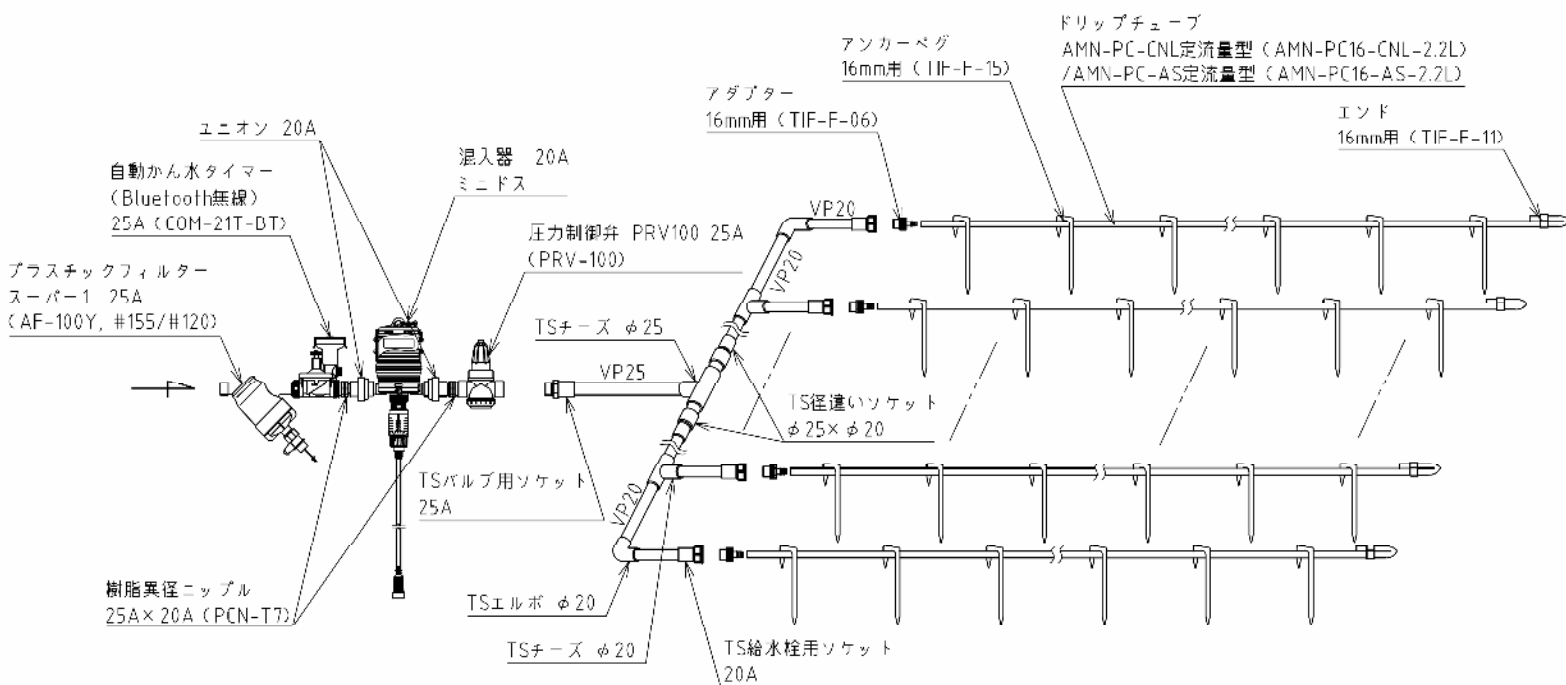 ドリップチューブ
AMN-PC-CNL定流量型(AMN-PC16-CNL-2.2L)
/AMN-PC-AS定流量型(AMN-PC16-AS-2.2L)
アンカーペグ
16mm用(TIF-F-15)
アダプター
16mm用(TIF-F-06)
エンド
16mm用(TIF-F-11)
ユニオン 20A
混入器 20A
ミニドス
自動かん水タイマー
(Bluetooth無線)
25A(COM-21T-BT)
圧力制御弁 PRV100 25A
(PRV-100)
プラスチックフィルター
スーパー1 25A
(AF-100Y, #155/#120)
VP20
VP20
TSチーズ φ25
VP25
TS径違いソケット
φ25×φ20
TSバルブ用ソケット
25A
VP20
樹脂異径ニップル
25A×20A(PCN-T7)
TSエルボ φ20
TSチーズ φ20
TS給水栓用ソケット
20A